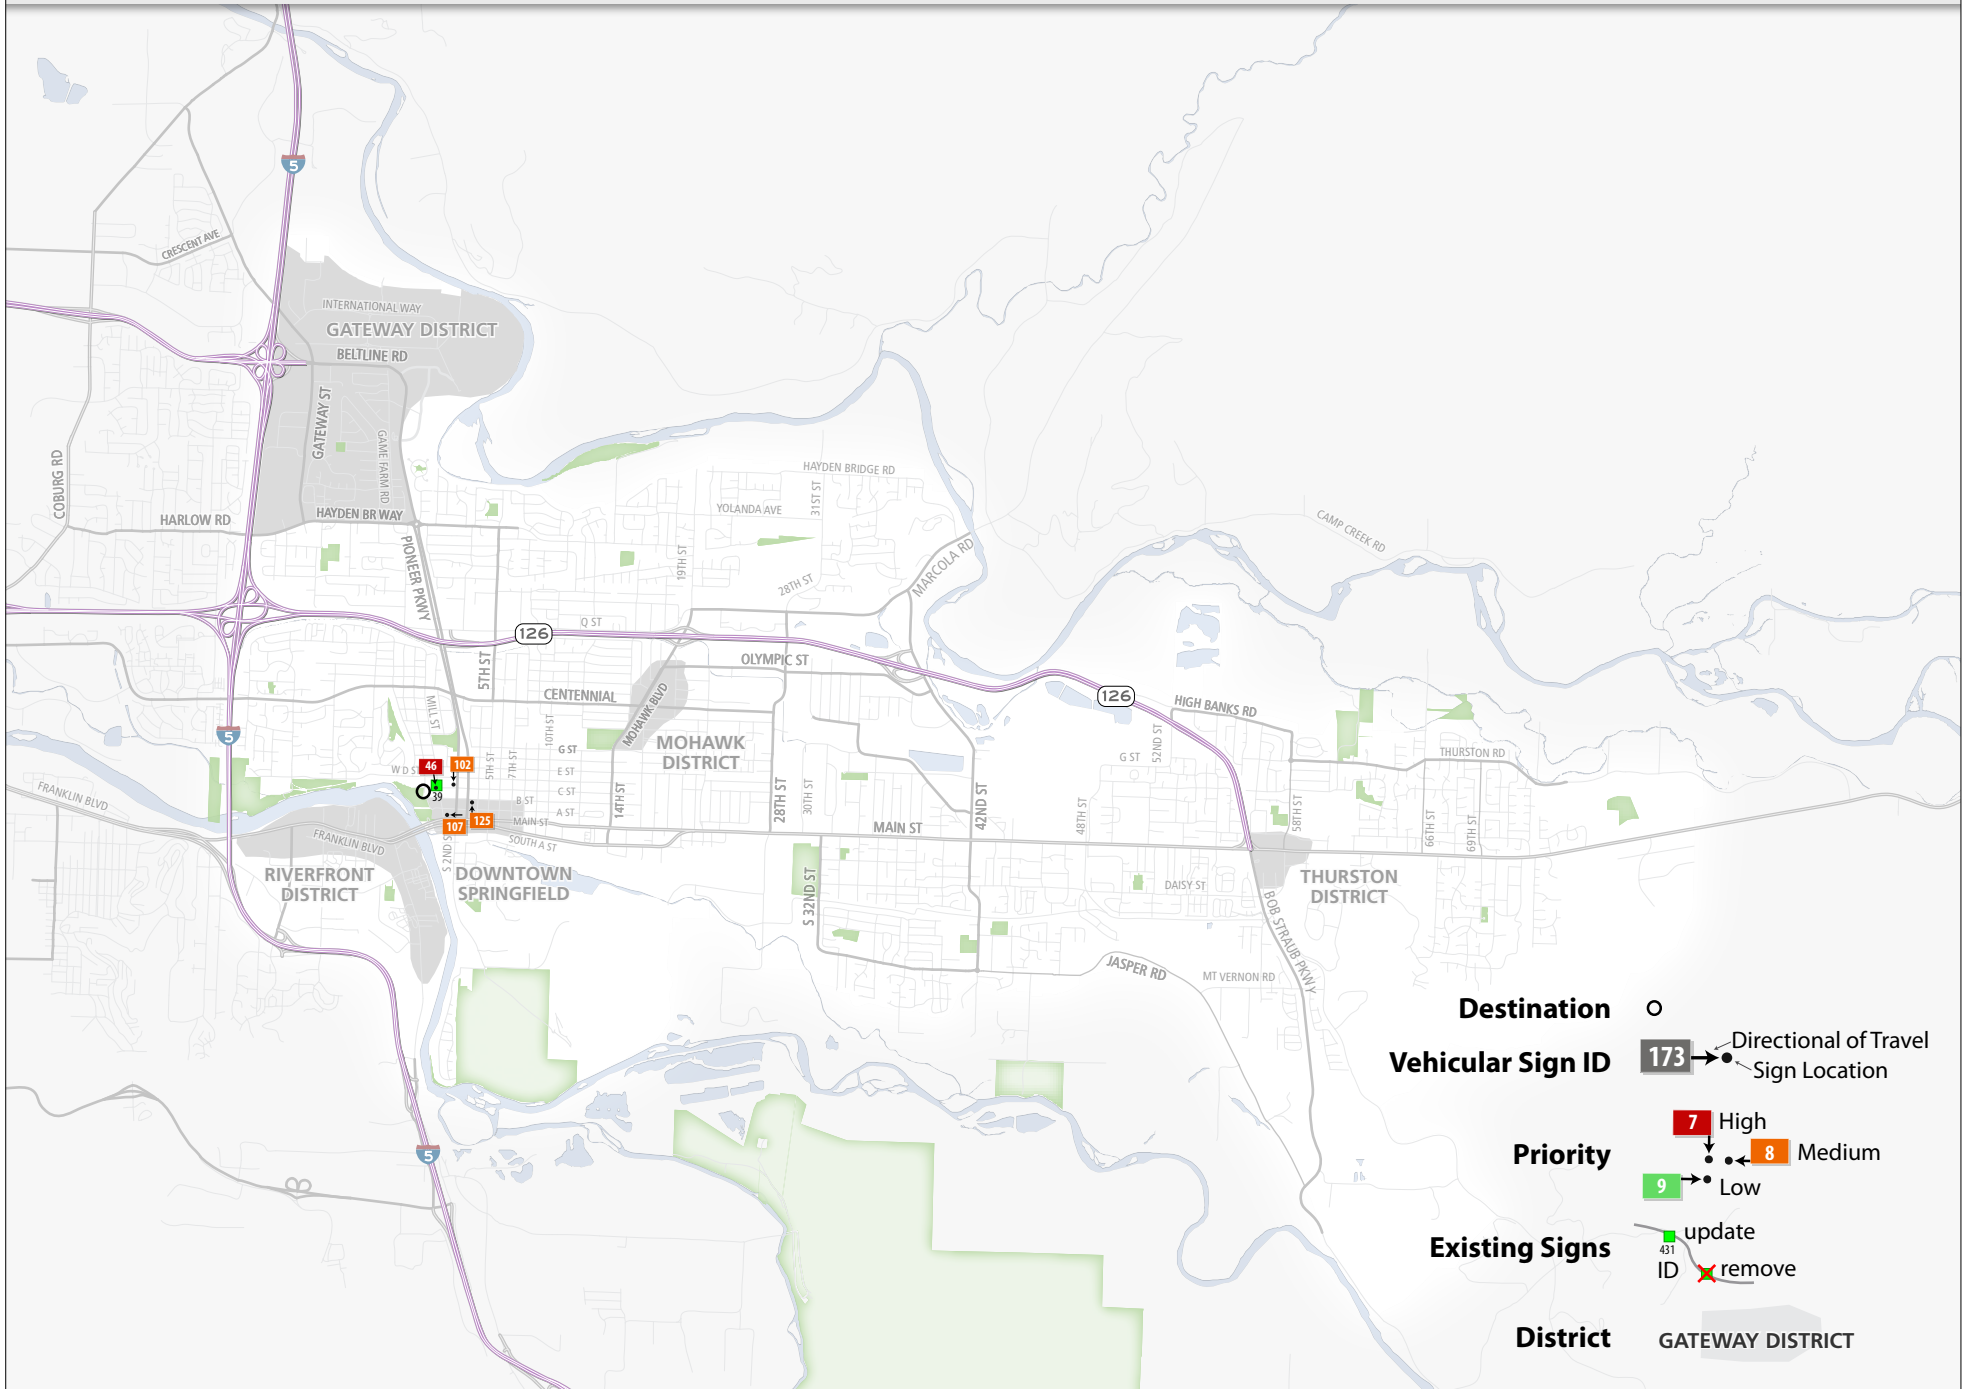 5
CRESCENT AVE
INTERNATIONAL WAY
GATEWAY DISTRICT
BELTLINE RD
GATEWAY ST
GAME FARM RD
COBURG RD
HARLOW RD
HAYDEN BR WAY
PIONEER PKWY
HAYDEN BRIDGE RD
YOLANDA AVE
31ST ST
19TH ST
28TH ST
MARCOLA RD
CAMP CREEK RD
126
Q ST
5TH ST
OLYMPIC ST
CENTENNIAL
MOHAWK BLVD
MILL ST
10TH ST
126
HIGH BANKS RD
52ND ST
G ST
THURSTON RD
5
MOHAWK
DISTRICT
G ST
E ST
C ST
B ST
A ST
5TH ST
7TH ST
14TH ST
W D ST
46
102
39
107
125
MAIN ST
SOUTH A ST
S 2ND ST
FRANKLIN BLVD
FRANKLIN BLVD
RIVERFRONT
DISTRICT
DOWNTOWN
SPRINGFIELD
28TH ST
30TH ST
MAIN ST
42ND ST
48TH ST
58TH ST
66TH ST
69TH ST
S 32ND ST
DAISY ST
THURSTON
DISTRICT
BOB STRAUB PKWY
JASPER RD
MT VERNON RD
5
Destination
Vehicular Sign ID
173
Directional of Travel
Sign Location
Priority
7 High
8 Medium
9 Low
Existing Signs
update
431
ID
remove
District
GATEWAY DISTRICT